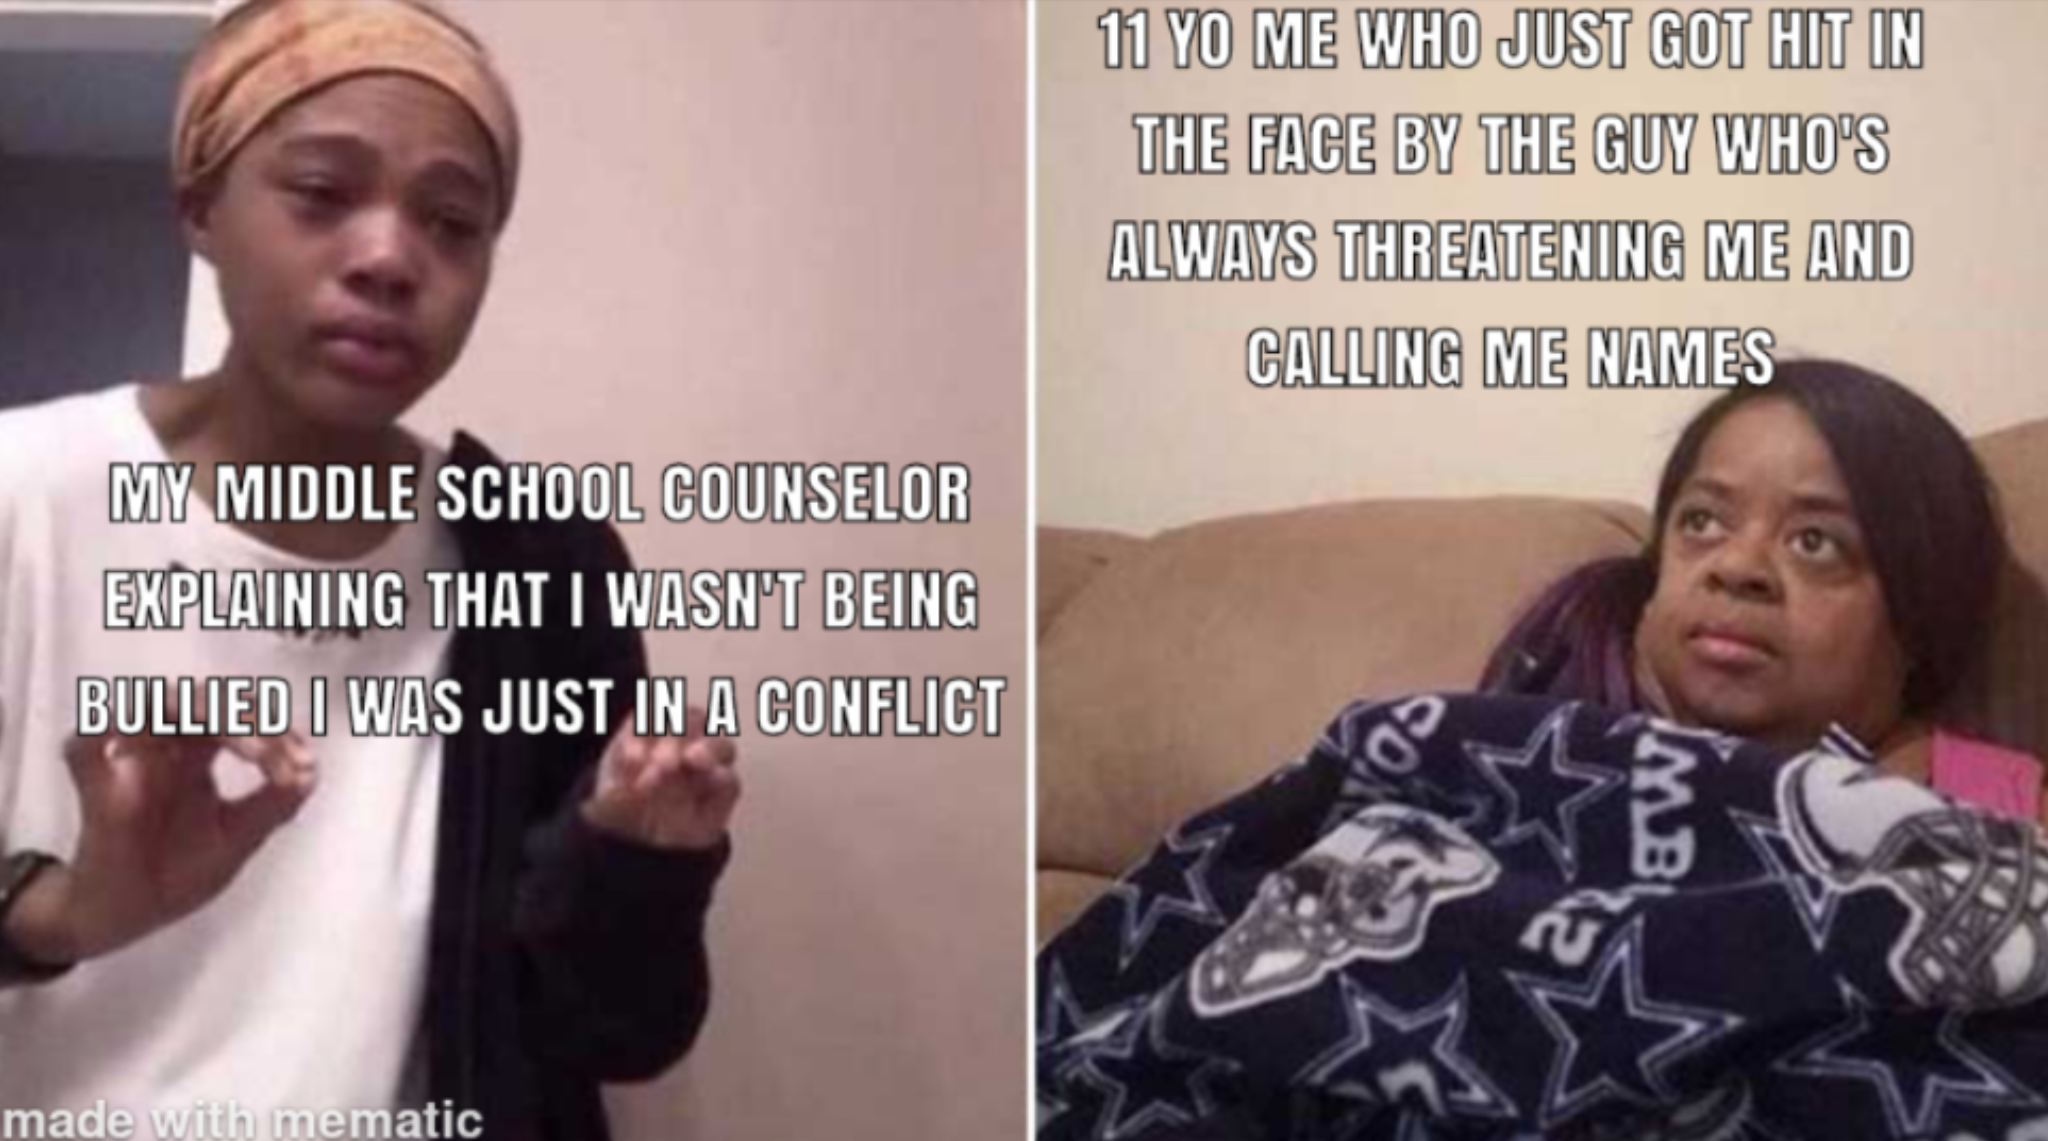 MY MIDDLE SCHOOL COUNSELOR
EXPLAINING THAT I WASN'T BEING
BULLIED I WAS JUST IN A CONFLICT
made with mematic
11 YO ME WHO JUST GOT HIT IN
THE FACE BY THE GUY WHO'S
ALWAYS THREATENING ME AND
CALLING ME NAMES